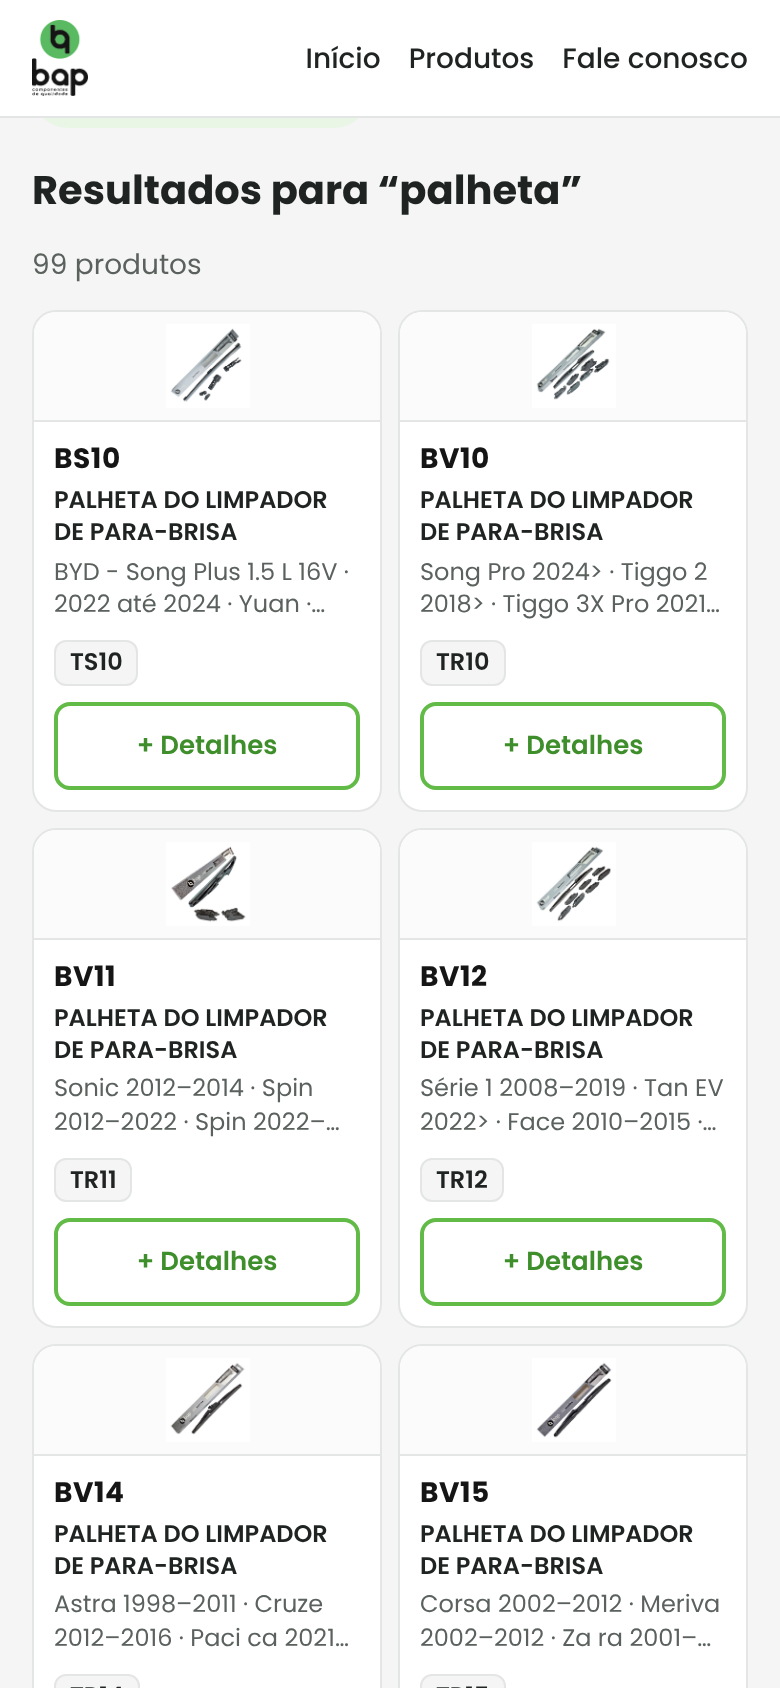 bap
componentes
de qualidade
Início Produtos Fale conosco
Resultados para “palheta”
99 produtos
BS10
PALHETA DO LIMPADOR
DE PARA-BRISA
BYD - Song Plus 1.5 L 16V ·
2022 até 2024 · Yuan ·...
TS10
+ Detalhes
BV10
PALHETA DO LIMPADOR
DE PARA-BRISA
Song Pro 2024> · Tiggo 2
2018> · Tiggo 3X Pro 2021...
TR10
+ Detalhes
BV11
PALHETA DO LIMPADOR
DE PARA-BRISA
Sonic 2012–2014 · Spin
2012–2022 · Spin 2022–...
TR11
+ Detalhes
BV12
PALHETA DO LIMPADOR
DE PARA-BRISA
Série 1 2008–2019 · Tan EV
2022> · Face 2010–2015 ·...
TR12
+ Detalhes
BV14
PALHETA DO LIMPADOR
DE PARA-BRISA
Astra 1998–2011 · Cruze
2012–2016 · Paci ca 2021...
BV15
PALHETA DO LIMPADOR
DE PARA-BRISA
Corsa 2002–2012 · Meriva
2002–2012 · Za ra 2001–...